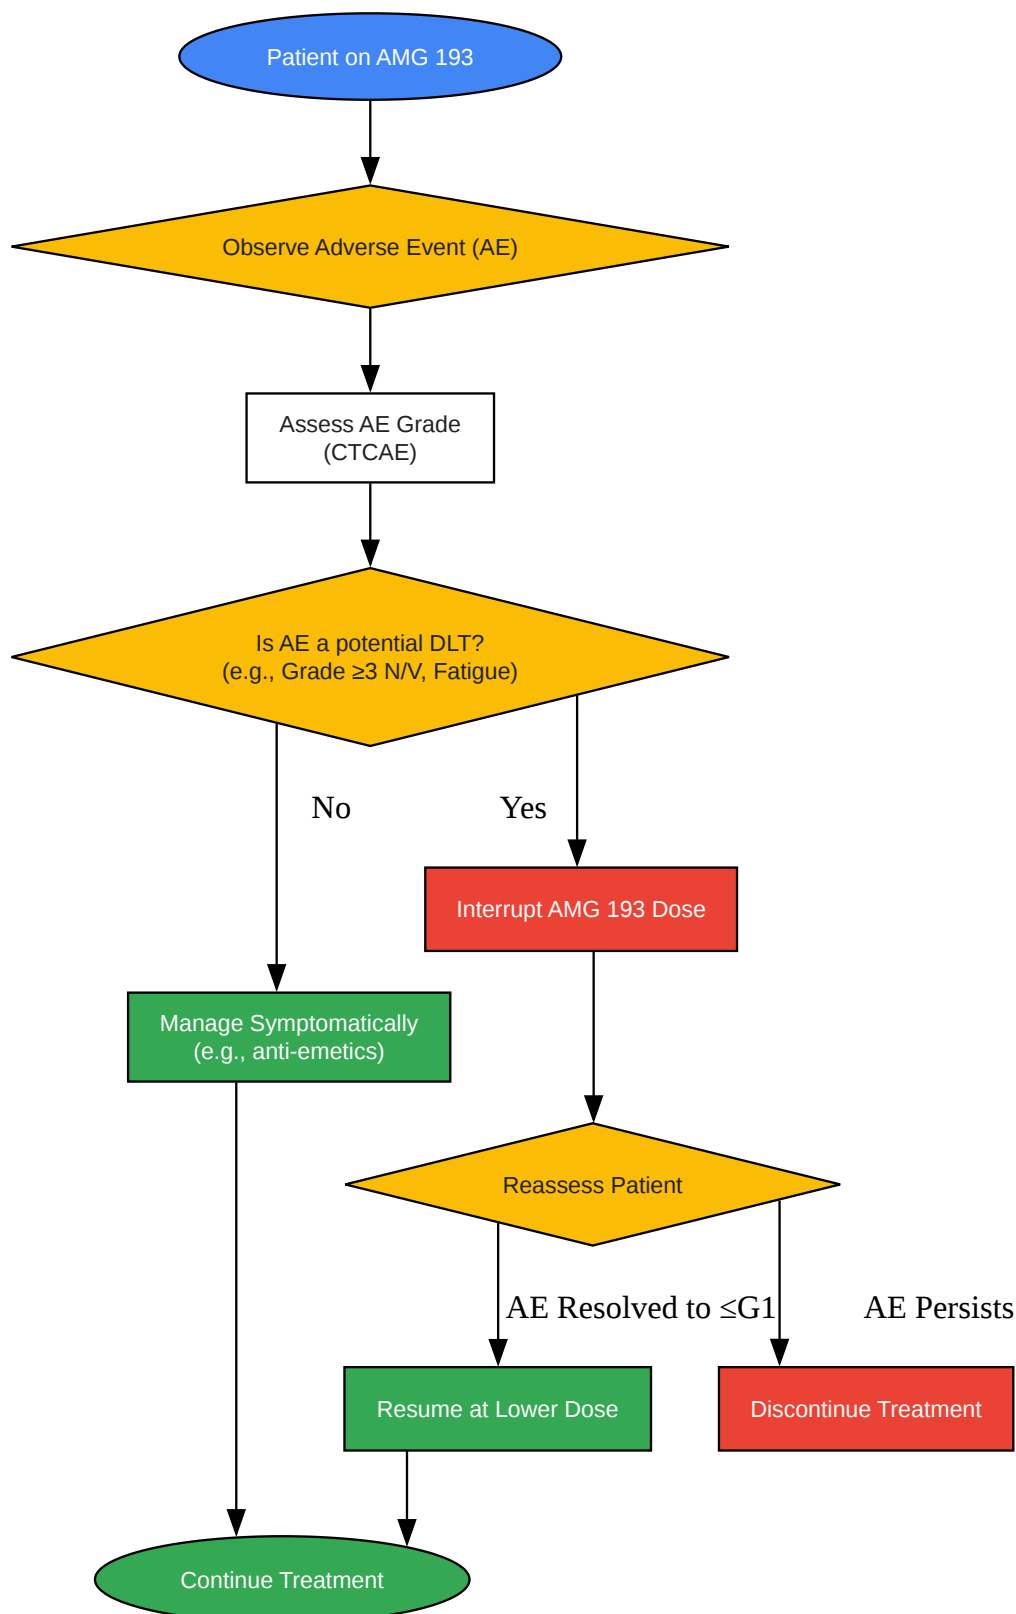 Patient on AMG 193
Observe Adverse Event (AE)
Assess AE Grade
(CTCAE)
Is AE a potential DLT?
(e.g., Grade ≥3 N/V, Fatigue)
No
Yes
Interrupt AMG 193 Dose
Manage Symptomatically
(e.g., anti-emetics)
Reassess Patient
AE Resolved to ≤G1
AE Persists
Resume at Lower Dose
Discontinue Treatment
Continue Treatment